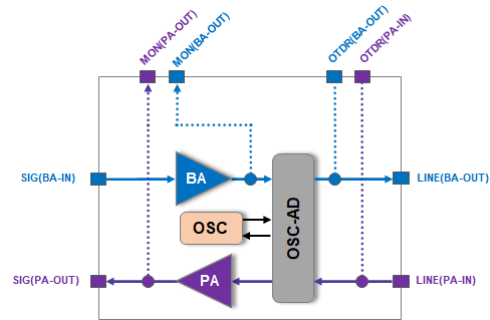 MON(PA-OUT)
MON(BA-OUT)
OTDR(BA-OUT)
OTDR(PA-IN)
SIG(BA-IN)
BA
LINE(BA-OUT)
OSC
OSC-AD
SIG(PA-OUT)
PA
LINE(PA-IN)